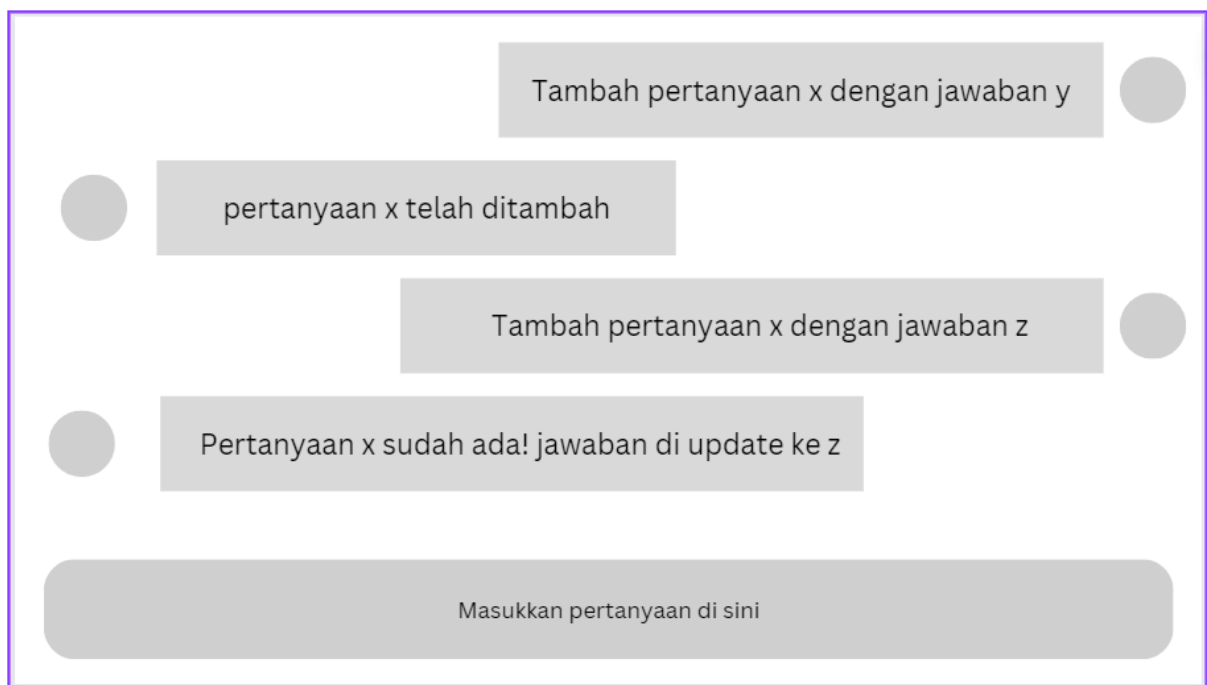 Tambah pertanyaan x dengan jawaban y
pertanyaan x telah ditambah
Tambah pertanyaan x dengan jawaban z
Pertanyaan x sudah ada! jawaban di update ke z
Masukkan pertanyaan di sini